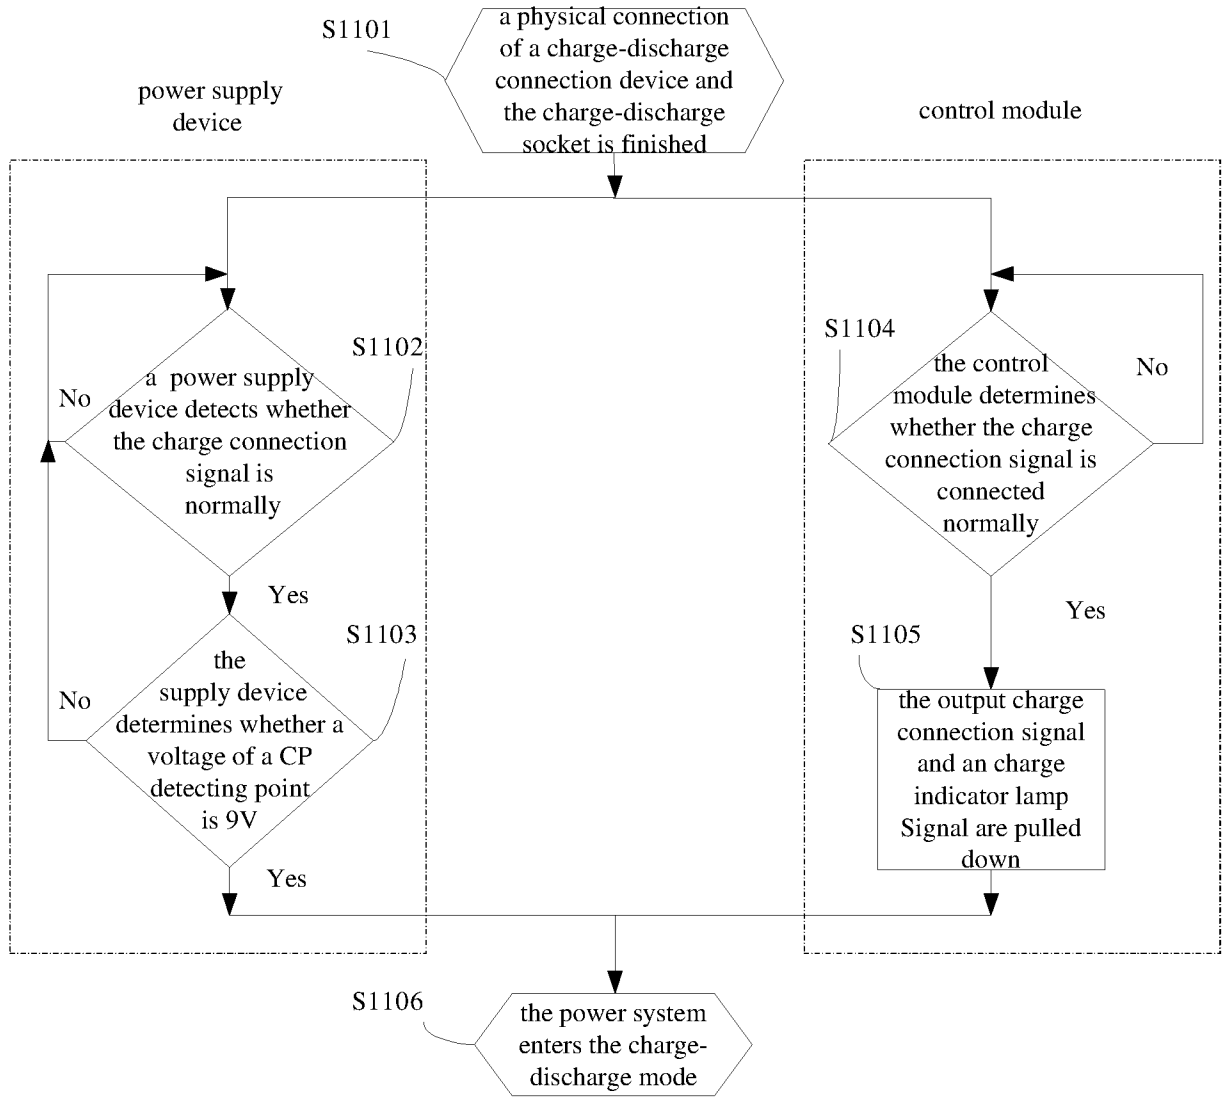 S1101
a physical connection
of a charge-discharge
connection device and
the charge-discharge
socket is finished
power supply
device
control module
S1102
a power supply
device detects whether
the charge connection
signal is
normally
No
Yes
S1103
the
supply device
determines whether a
voltage of a CP
detecting point
is 9V
No
Yes
S1104
the control
module determines
whether the charge
connection signal is
connected
normally
No
Yes
S1105
the output charge
connection signal
and an charge
indicator lamp
Signal are pulled
down
S1106
the power system
enters the charge-
discharge mode